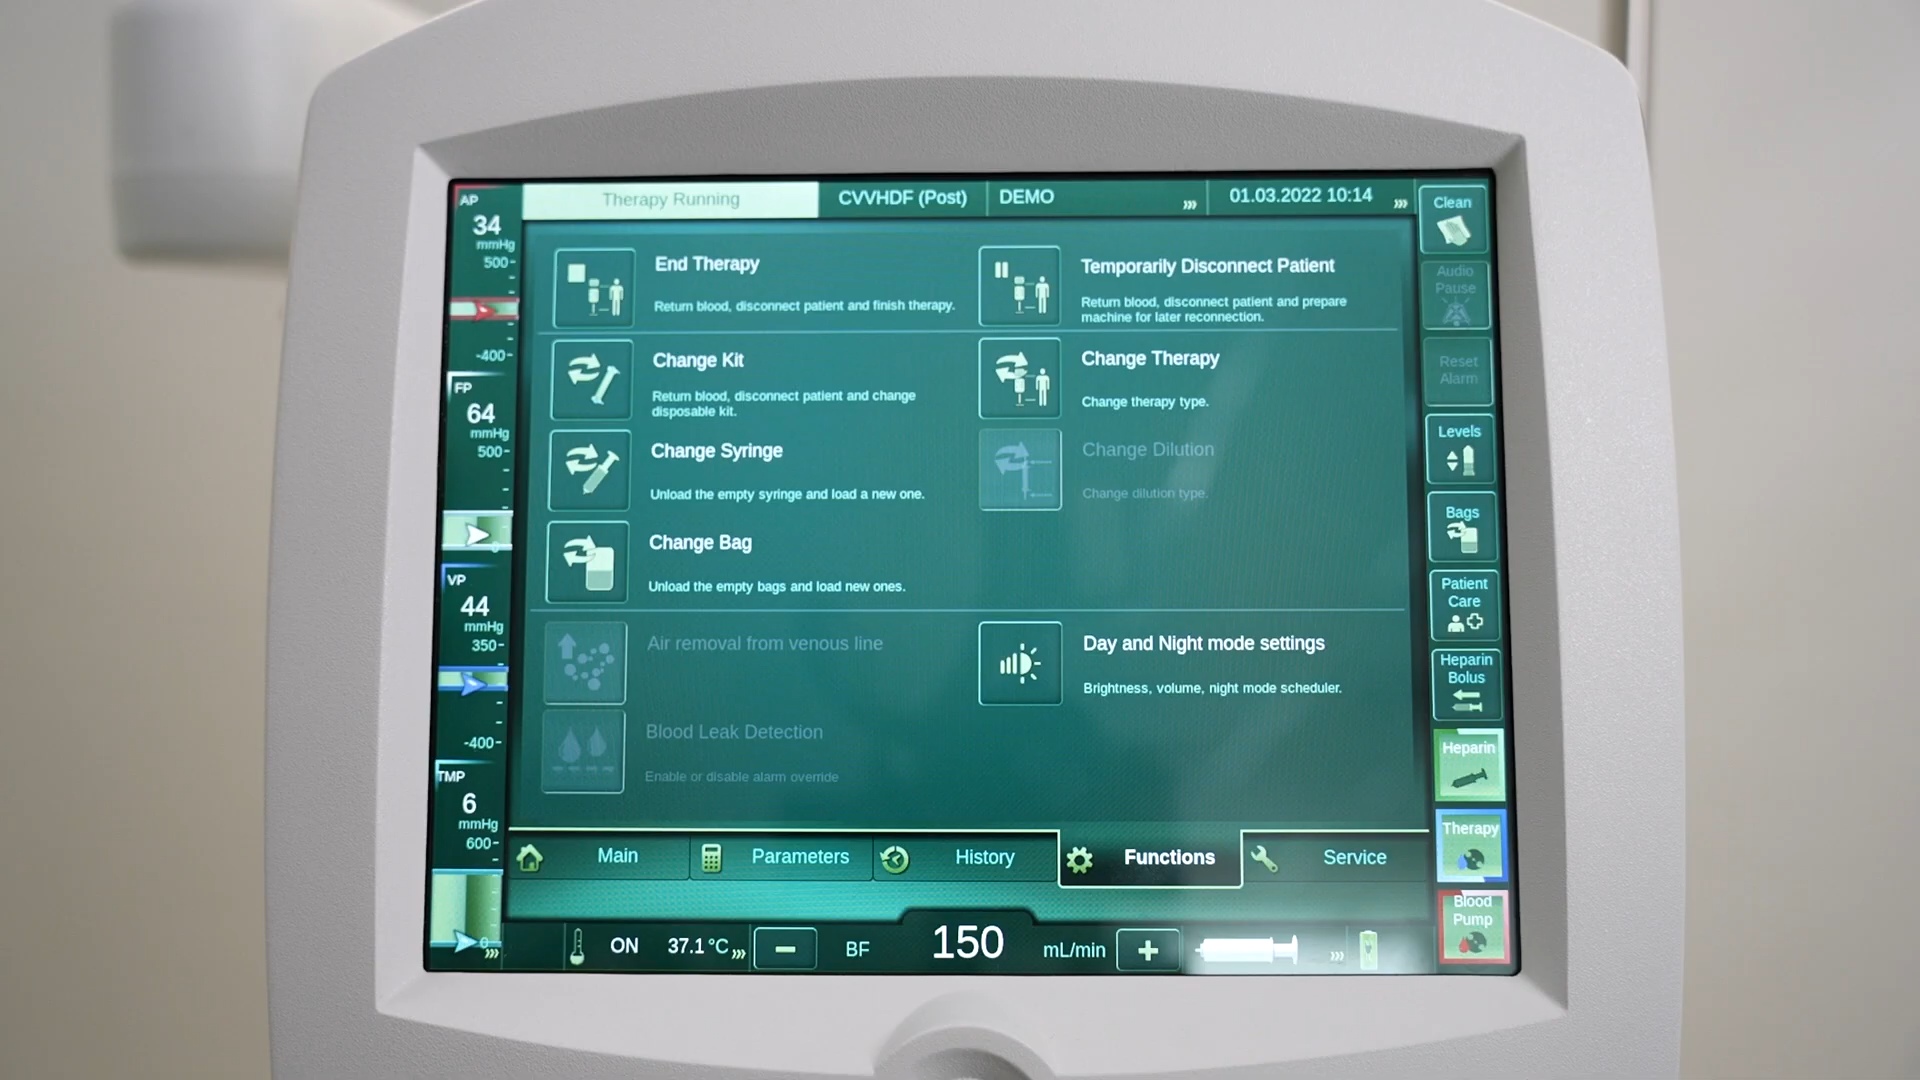 Therapy Running
CVVHDF (Post)
DEMO
01.03.2022 10:14
AP
34
mmHg
500
-400
FP
64
mmHg
500
0
VP
44
mmHg
350
-400
TMP
6
mmHg
600
0
End Therapy
Return blood, disconnect patient and finish therapy.
Temporarily Disconnect Patient
Return blood, disconnect patient and prepare
machine for later reconnection.
Change Kit
Return blood, disconnect patient and change
disposable kit.
Change Therapy
Change therapy type.
Change Syringe
Unload the empty syringe and load a new one.
Change Dilution
Change dilution type.
Change Bag
Unload the empty bags and load new ones.
Air removal from venous line
Day and Night mode settings
Brightness, volume, night mode scheduler.
Blood Leak Detection
Enable or disable alarm override
Main
Parameters
History
Functions
Service
ON
37.1 °C
BF
150
mL/min
Clean
Audio
Pause
Reset
Alarm
Levels
Bags
Patient
Care
Heparin
Bolus
Heparin
Therapy
Blood
Pump